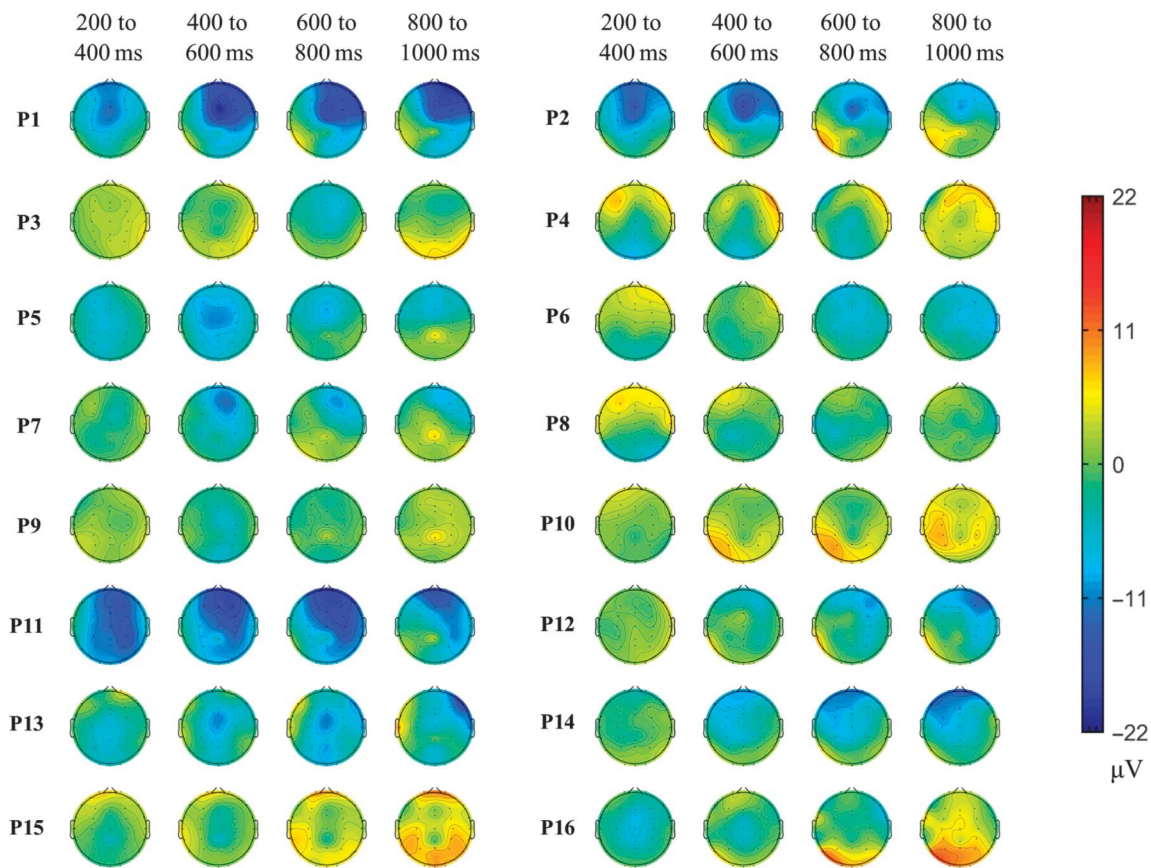 200 to 400 to 600 to 800 to 200 to 400 to 600 to 800 to
400 ms 600 ms 800 ms 1000 ms 400 ms 600 ms 800 ms 1000 ms
P1 P2
P3 P4
22
P5 P6
11
P7 P8
0
P9 P10
−11
P11 P12
P13 P14
−22
μV
P15 P16